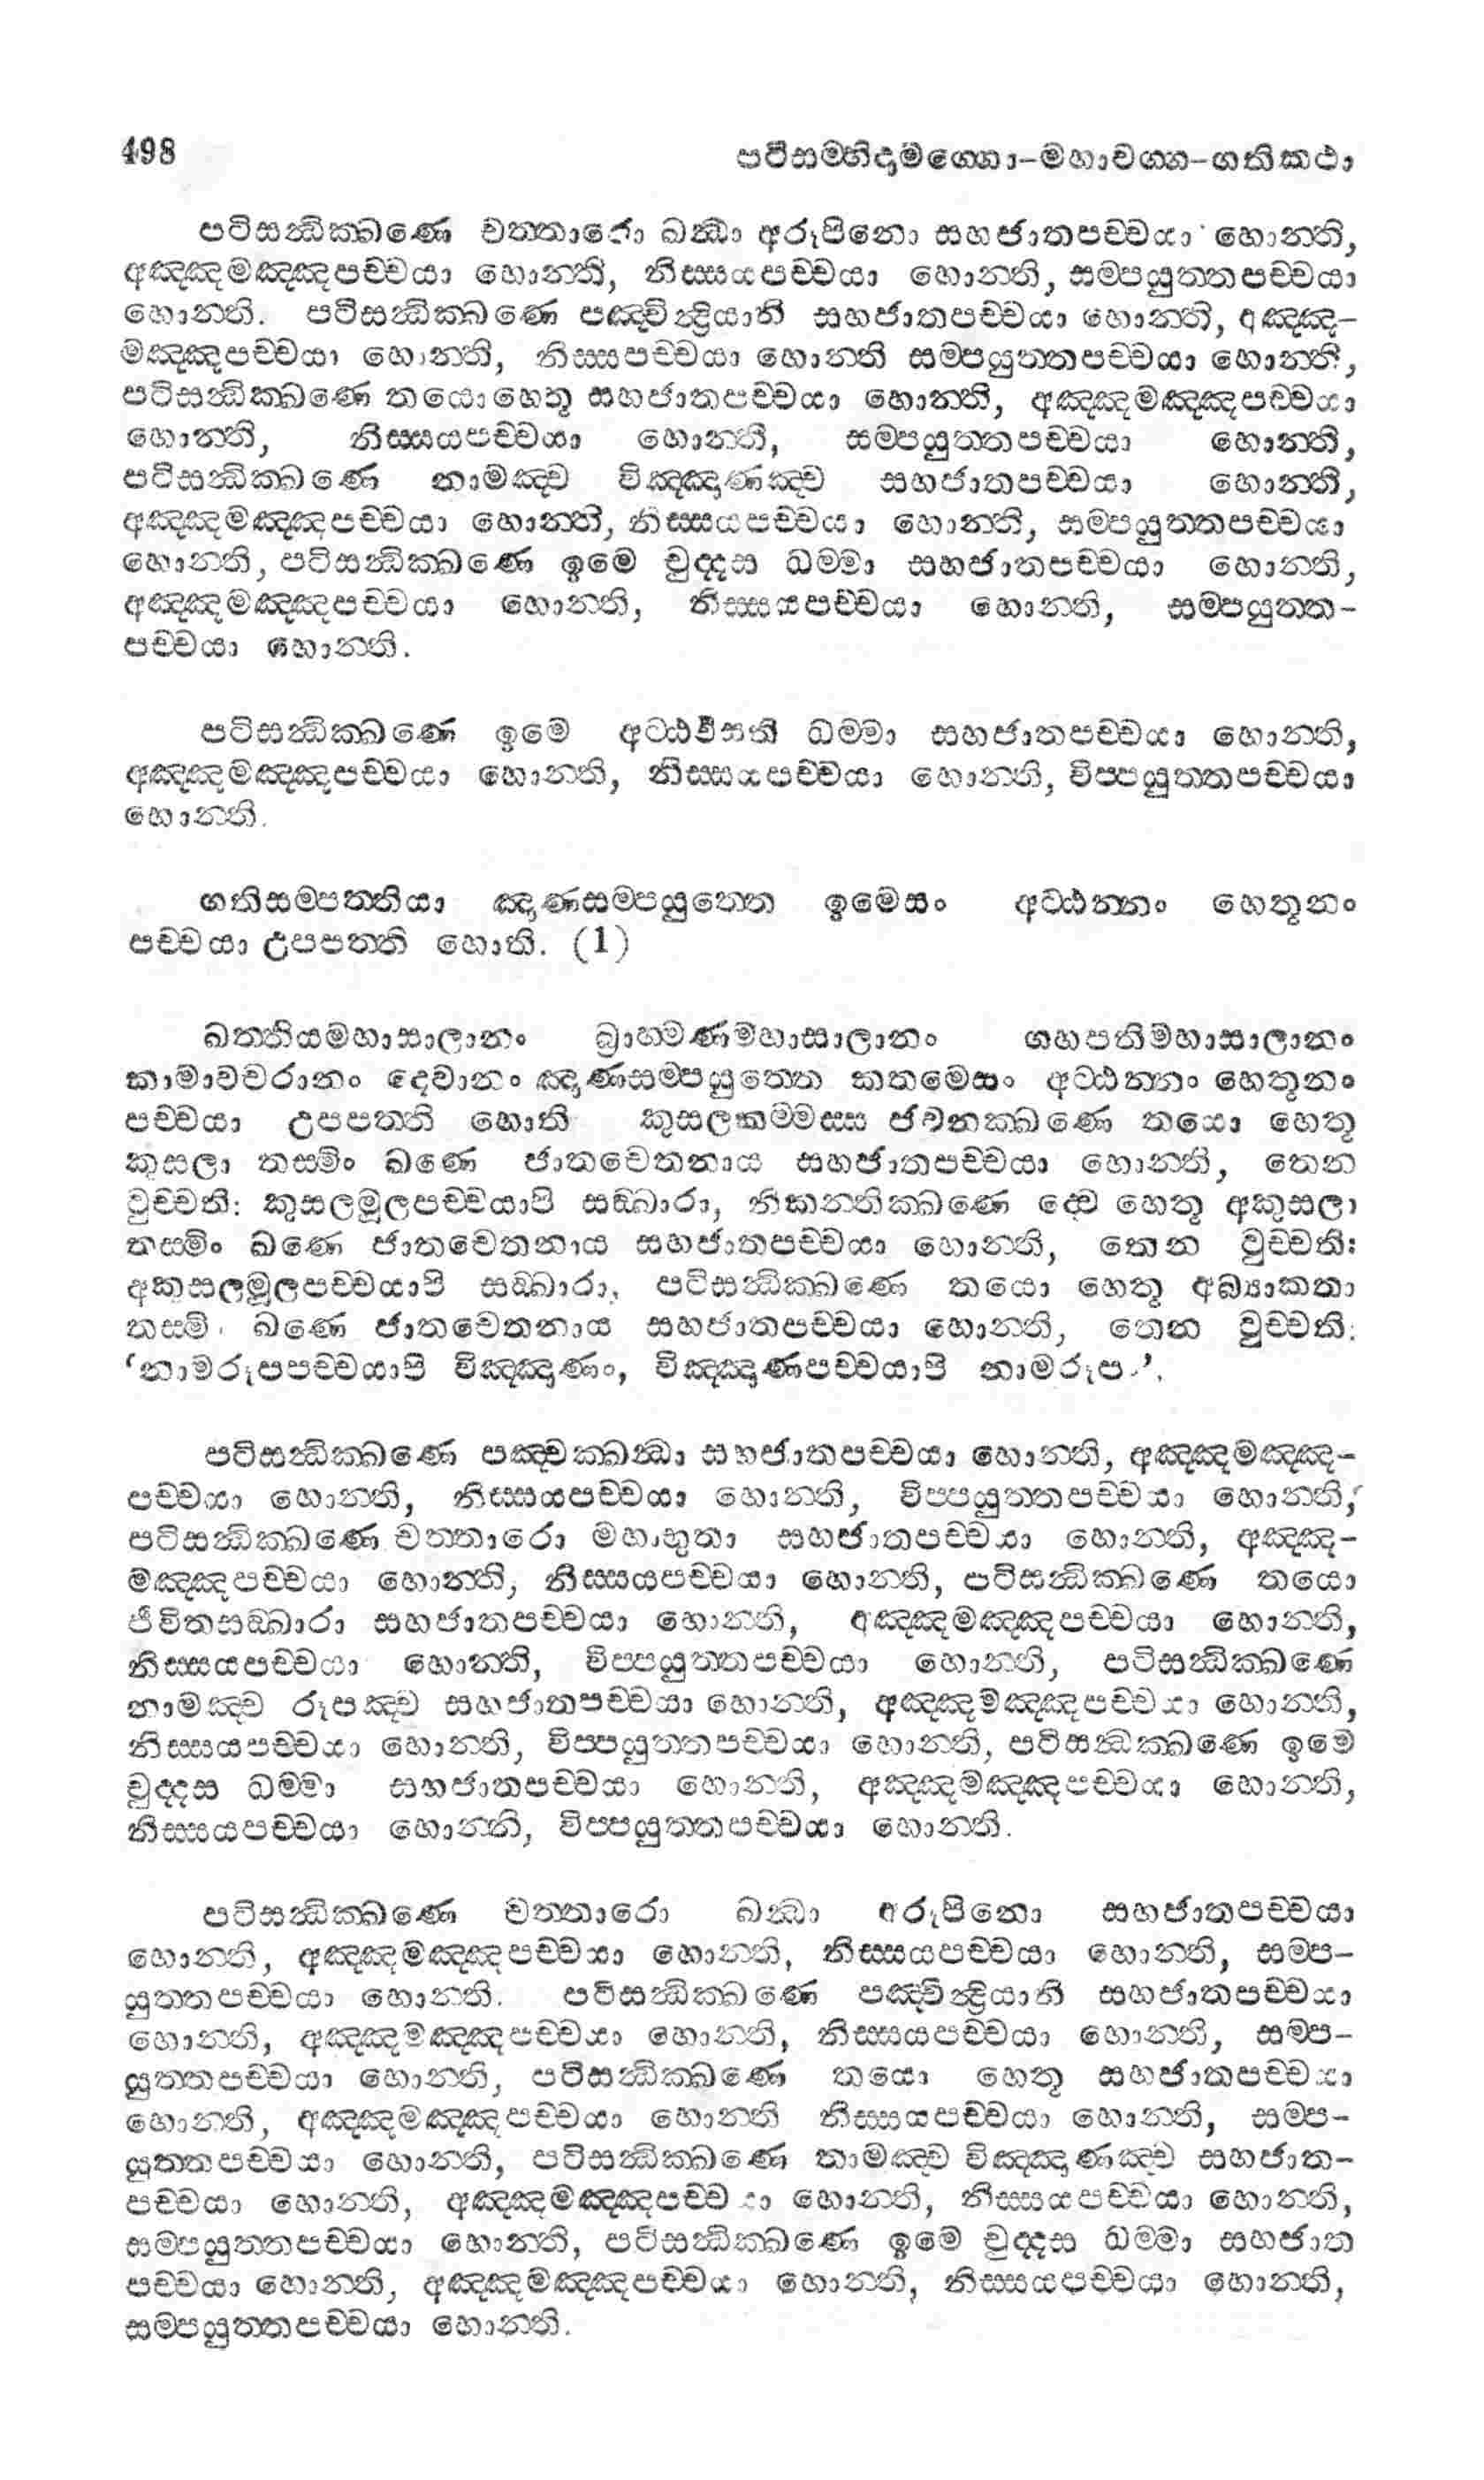 498 පටිසම්භිදාමග්ගො-මහාවග්ග-ගතිකථා
පටිසන්ධික්ඛණෙ චත්තාරො ඛන්ධා අරූපිනො සහජාතපච්චයා හොන්ති,
අඤ්ඤමඤ්ඤපච්චයා හොන්ති, නිස්සයපච්චයා හොන්ති, සම්පයුත්තපච්චයා
හොන්ති. පටිසන්ධික්ඛණෙ පඤ්චින්ද්‍රියානි සහජාතපච්චයා හොන්ති, අඤ්ඤ-
මඤ්ඤපච්චයා හොන්ති, නිස්සපච්චයා හොන්ති සම්පයුත්තපච්චයා හොන්ති,
පටිසන්ධික්ඛණෙ තයො හෙතූ සහජාතපච්චයා හොන්ති, අඤ්ඤමඤ්ඤපච්චයා
හොන්ති, නිස්සයපච්චයා හොන්ති, සම්පයුත්තපච්චයා හොන්ති,
පටිසන්ධික්ඛණෙ නාමඤ්ච විඤ්ඤාණඤ්ච සහජාතපච්චයා හොන්ති,
අඤ්ඤමඤ්ඤපච්චයා හොන්ති, නිස්සයපච්චයා හොන්ති, සම්පයුත්තපච්චයා
හොන්ති, පටිසන්ධික්ඛණෙ ඉමෙ චුද්දස ධම්මා සහජාතපච්චයා හොන්ති,
අඤ්ඤමඤ්ඤපච්චයා හොන්ති, නිස්සයපච්චයා හොන්ති, සම්පයුත්ත-
පච්චයා හොන්ති.
පටිසන්ධික්ඛණෙ ඉමෙ අට්ඨවීසති ධම්මා සහජාතපච්චයා හොන්ති,
අඤ්ඤමඤ්ඤපච්චයා හොන්ති, නිස්සයපච්චයා හොන්ති, විප්පයුත්තපච්චයා
හොන්ති.
ගතිසම්පත්තියා ඤාණසම්පයුත්තෙ ඉමෙසං අට්ඨන්නං හෙතූනං
පච්චයා උපපත්ති හොති. (1)
ඛත්තියමහාසාලානං බ්‍රාහ්මණමහාසාලානං ගහපතිමහාසාලානං
කාමාවචරානං දෙවානං ඤාණසම්පයුත්තෙ කතමෙසං අට්ඨන්නං හෙතූනං
පච්චයා උපපත්ති හොති කුසලකම්මස්ස ජවනක්ඛණෙ තයො හෙතූ
කුසලා තස්මිං ඛණෙ ජාතචෙතනාය සහජාතපච්චයා හොන්ති, තෙන
වුච්චති: කුසලමූලපච්චයාපි සඞ්ඛාරා, නිකන්තික්ඛණෙ ද්වෙ හෙතූ අකුසලා
තස්මිං ඛණෙ ජාතචෙතනාය සහජාතපච්චයා හොන්ති, තෙන වුච්චති:
අකුසලමූලපච්චයාපි සඞ්ඛාරා, පටිසන්ධික්ඛණෙ තයො හෙතූ අබ්‍යාකතා
තස්මිං ඛණෙ ජාතචෙතනාය සහජාතපච්චයා හොන්ති, තෙන වුච්චති:
‘නාමරූපපච්චයාපි විඤ්ඤාණං, විඤ්ඤාණපච්චයාපි නාමරූපං’.
පටිසන්ධික්ඛණෙ පඤ්චක්ඛන්ධා සහජාතපච්චයා හොන්ති, අඤ්ඤමඤ්ඤ-
පච්චයා හොන්ති, නිස්සයපච්චයා හොන්ති, විප්පයුත්තපච්චයා හොන්ති,
පටිසන්ධික්ඛණෙ චත්තාරො මහාභූතා සහජාතපච්චයා හොන්ති, අඤ්ඤ-
මඤ්ඤපච්චයා හොන්ති, නිස්සයපච්චයා හොන්ති, පටිසන්ධික්ඛණෙ තයො
ජීවිතසඞ්ඛාරා සහජාතපච්චයා හොන්ති, අඤ්ඤමඤ්ඤපච්චයා හොන්ති,
නිස්සයපච්චයා හොන්ති, විප්පයුත්තපච්චයා හොන්ති, පටිසන්ධික්ඛණෙ
නාමඤ්ච රූපඤ්ච සහජාතපච්චයා හොන්ති, අඤ්ඤමඤ්ඤපච්චයා හොන්ති,
නිස්සයපච්චයා හොන්ති, විප්පයුත්තපච්චයා හොන්ති, පටිසන්ධික්ඛණෙ ඉමෙ
චුද්දස ධම්මා සහජාතපච්චයා හොන්ති, අඤ්ඤමඤ්ඤපච්චයා හොන්ති,
නිස්සයපච්චයා හොන්ති, විප්පයුත්තපච්චයා හොන්ති.
පටිසන්ධික්ඛණෙ චත්තාරො ඛන්ධා අරූපිනො සහජාතපච්චයා
හොන්ති, අඤ්ඤමඤ්ඤපච්චයා හොන්ති, නිස්සයපච්චයා හොන්ති, සම්ප-
යුත්තපච්චයා හොන්ති. පටිසන්ධික්ඛණෙ පඤ්චින්ද්‍රියානි සහජාතපච්චයා
හොන්ති, අඤ්ඤමඤ්ඤපච්චයා හොන්ති, නිස්සයපච්චයා හොන්ති, සම්ප-
යුත්තපච්චයා හොන්ති, පටිසන්ධික්ඛණෙ තයො හෙතූ සහජාතපච්චයා
හොන්ති, අඤ්ඤමඤ්ඤපච්චයා හොන්ති නිස්සයපච්චයා හොන්ති, සම්ප-
යුත්තපච්චයා හොන්ති, පටිසන්ධික්ඛණෙ නාමඤ්ච විඤ්ඤාණඤ්ච සහජාත-
පච්චයා හොන්ති, අඤ්ඤමඤ්ඤපච්චයා හොන්ති, නිස්සයපච්චයා හොන්ති,
සම්පයුත්තපච්චයා හොන්ති, පටිසන්ධික්ඛණෙ ඉමෙ චුද්දස ධම්මා සහජාත
පච්චයා හොන්ති, අඤ්ඤමඤ්ඤපච්චයා හොන්ති, නිස්සයපච්චයා හොන්ති,
සම්පයුත්තපච්චයා හොන්ති.